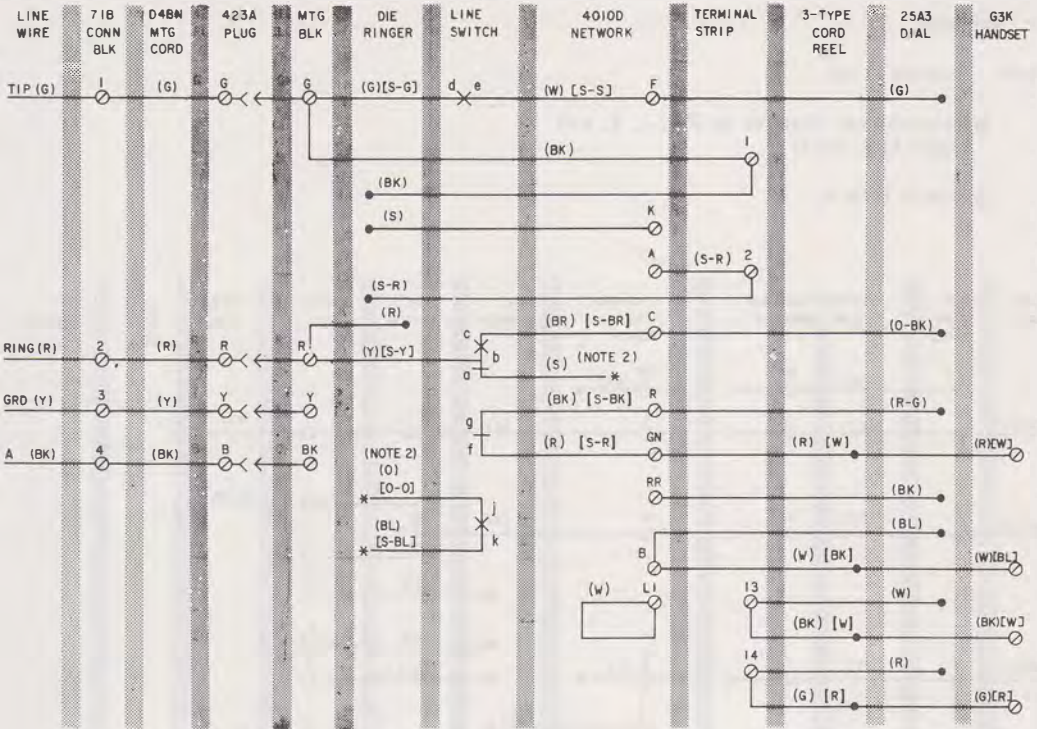 LINE WIRE
71B CONN BLK
D4BN MTG CORD
423A PLUG
MTG BLK
DIE RINGER
LINE SWITCH
4010D NETWORK
TERMINAL STRIP
3-TYPE CORD REEL
25A3 DIAL
G3K HANDSET
TIP (G) 1 (G) G G G G G (G)[S-G] d e (W) [S-S] F (G)
(BK) 1
(BK)
(S) K
A (S-R) 2
(S-R)
(R) (BR) [S-BR] C (O-BK)
c
RING (R) 2 (R) R R R (Y)[S-Y] b
a (S) (NOTE 2) *
GRD (Y) 3 (Y) Y Y (BK) [S-BK] R (R-G)
g
f (R) [S-R] GN (R) [W] (R)[W]
A (BK) 4 (BK) B BK (NOTE 2)
(O)
[O-O] RR (BK)
* j
(BL) (BL)
[S-BL] k B (W) [BK] (W)[BL]
*
(W) L1 13 (W)
(BK) [W] (BK)[W]
14 (R)
(G) [R] (G)[R]